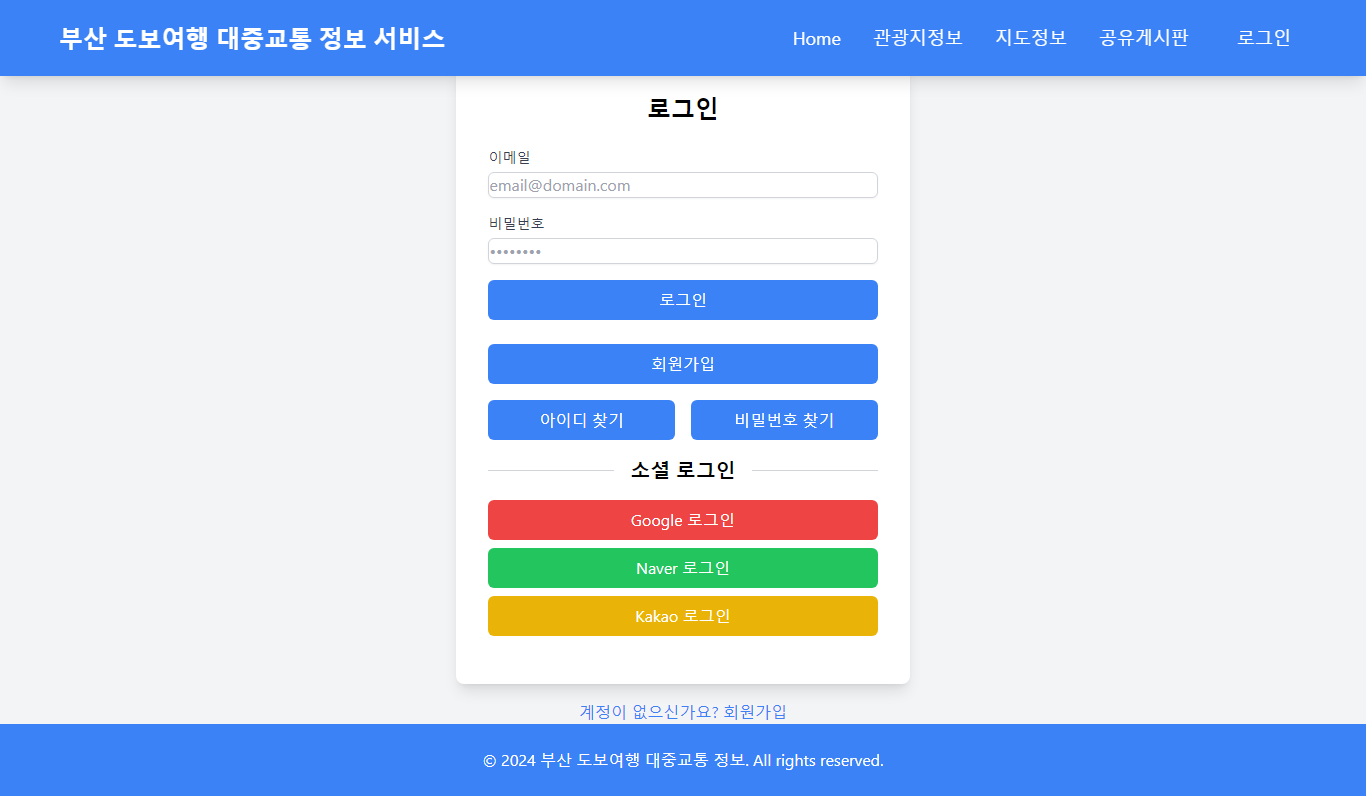 부산 도보여행 대중교통 정보 서비스
Home 관광지정보 지도정보 공유게시판 로그인
로그인
이메일
email@domain.com
비밀번호
••••••••
로그인
회원가입
아이디 찾기 비밀번호 찾기
소셜 로그인
Google 로그인
Naver 로그인
Kakao 로그인
계정이 없으신가요? 회원가입
© 2024 부산 도보여행 대중교통 정보. All rights reserved.